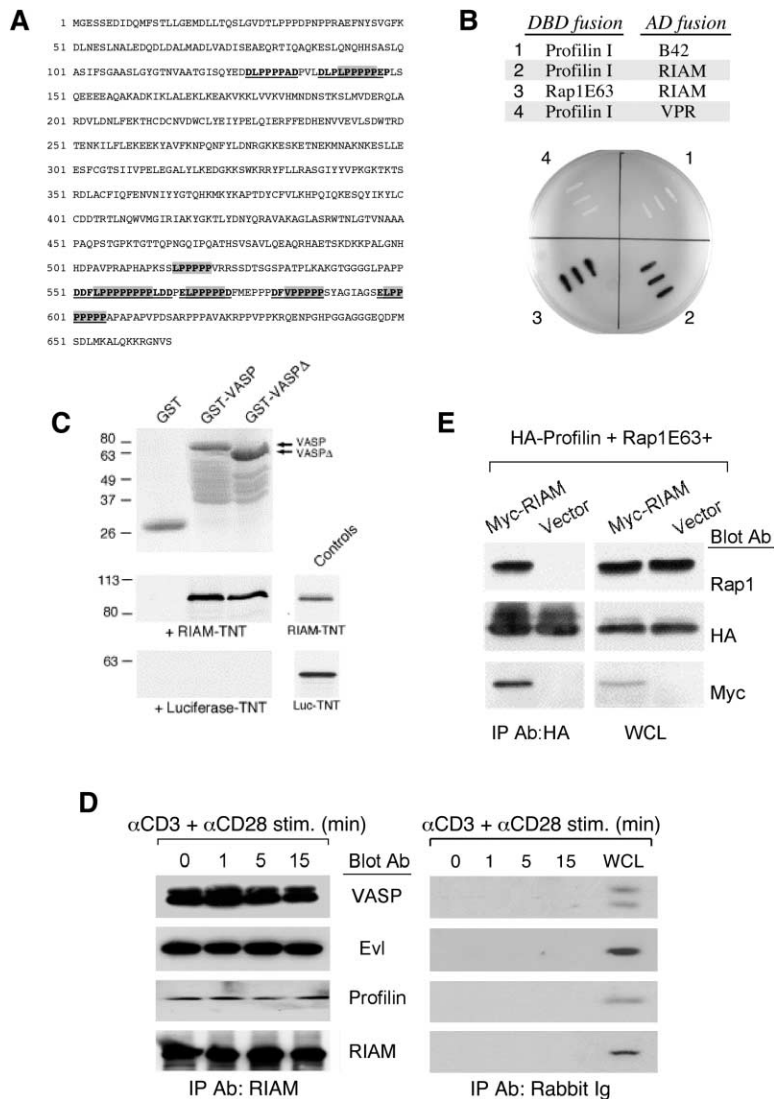 A
1 MGESSEDIDQMFSTLLGEMDLLTQSLGVDTLPPPDPNPPRAEFNYSVGFK
51 DLNESLNALEDQDLDALMADLVADISEAEQRTIQAQKESLQNQHHSASLQ
101 ASIFSGAASLGYGTNVAATGISQYEDDLPPPPADPVLDLPLPPPPPEPLS
151 QEEEEAQAKADKIKLALEKLKEAKVKKLVVKVHMNDNSTKSLMVDERQLA
201 RDVLDNLFEKTHCDCNVDWCLYEIYPELQIERFFEDHENVVEVLSDWTRD
251 TENKILFLEKEEKYAVFKNPQNFYLDNRGKKESKETNEKMNAKNKESLLE
301 ESFCGTSIIVPELEGALYLKEDGKKSWKRRYFLLRASGIYYVPKGKTKTS
351 RDLACFIQFENVNIYYGTQHKMKYKAPTDYCFVLKHPQIQKESQYIKYLC
401 CDDTRTLNQWVMGIRIAKYGKTLYDNYQRAVAKAGLASRWTNLGTVNAAA
451 PAQPSTGPKTGTTQPNGQIPQATHSVSAVLQEAQRHAETSKDKKPALGNH
501 HDPAVPRAPHAPKSSLPPPPPVRRSSDTSGSPATPLKAKGTGGGGLPAPP
551 DDFLPPPPPPPPLDDPELPPPPPDFMEPPPDFVPPPPPSYAGIAGSELPP
601 PPPPPAPAPAPVPDSARPPPAVAKRPPVPPKRQENPGHPGGAGGGEQDFM
651 SDLMKALQKKRGNVS
B
DBD fusion AD fusion
1 Profilin I B42
2 Profilin I RIAM
3 Rap1E63 RIAM
4 Profilin I VPR
4 1
3 2
C
GST GST-VASP GST-VASPΔ
80
63
49
37
26
VASP
VASPΔ
Controls
113
80
+ RIAM-TNT RIAM-TNT
63
+ Luciferase-TNT Luc-TNT
E
HA-Profilin + Rap1E63+
Myc-RIAM Vector Myc-RIAM Vector
Blot Ab
Rap1
HA
Myc
IP Ab:HA WCL
D
αCD3 + αCD28 stim. (min) αCD3 + αCD28 stim. (min)
0 1 5 15 Blot Ab 0 1 5 15 WCL
VASP
Evl
Profilin
RIAM
IP Ab: RIAM IP Ab: Rabbit Ig